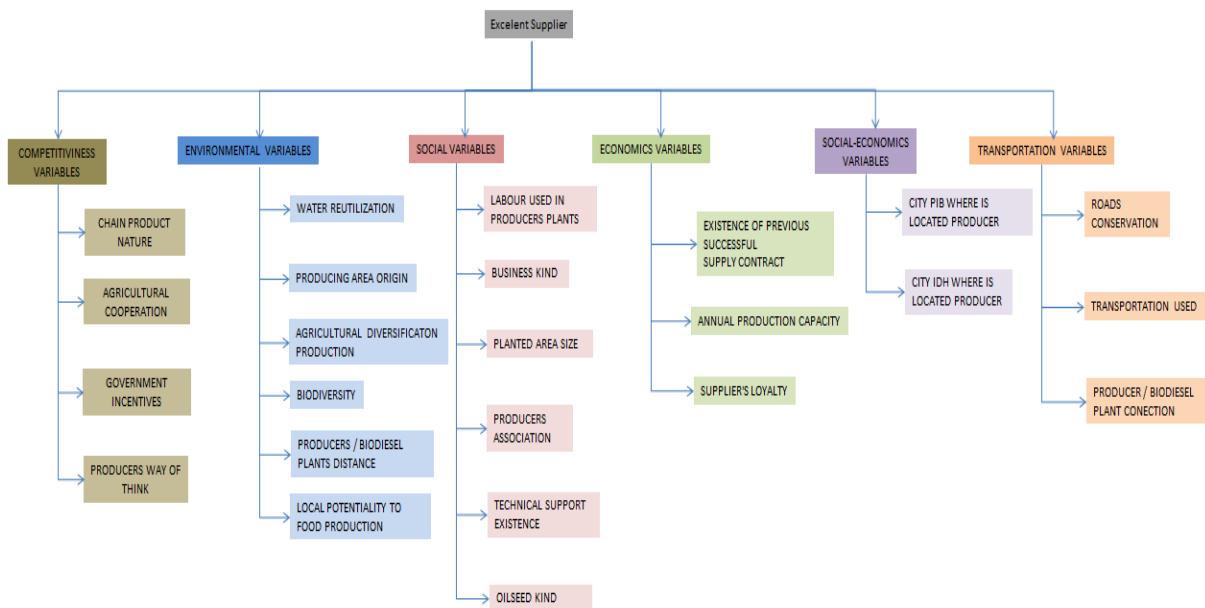 Excelent Supplier
COMPETITIVINESS
VARIABLES
CHAIN PRODUCT
NATURE
AGRICULTURAL
COOPERATION
GOVERNMENT
INCENTIVES
PRODUCERS WAY OF
THINK
ENVIRONMENTAL VARIABLES
WATER REUTILIZATION
PRODUCING AREA ORIGIN
AGRICULTURAL DIVERSIFICATON
PRODUCTION
BIODIVERSITY
PRODUCERS / BIODIESEL
PLANTS DISTANCE
LOCAL POTENTIALITY TO
FOOD PRODUCTION
SOCIAL VARIABLES
LABOUR USED IN
PRODUCERS PLANTS
BUSINESS KIND
PLANTED AREA SIZE
PRODUCERS
ASSOCIATION
TECHNICAL SUPPORT
EXISTENCE
OILSEED KIND
ECONOMICS VARIABLES
EXISTENCE OF PREVIOUS
SUCCESSFUL
SUPPLY CONTRACT
ANNUAL PRODUCTION CAPACITY
SUPPLIER'S LOYALTY
SOCIAL-ECONOMICS
VARIABLES
CITY PIB WHERE IS
LOCATED PRODUCER
CITY IDH WHERE IS
LOCATED PRODUCER
TRANSPORTATION VARIABLES
ROADS
CONSERVATION
TRANSPORTATION USED
PRODUCER / BIODIESEL
PLANT CONECTION